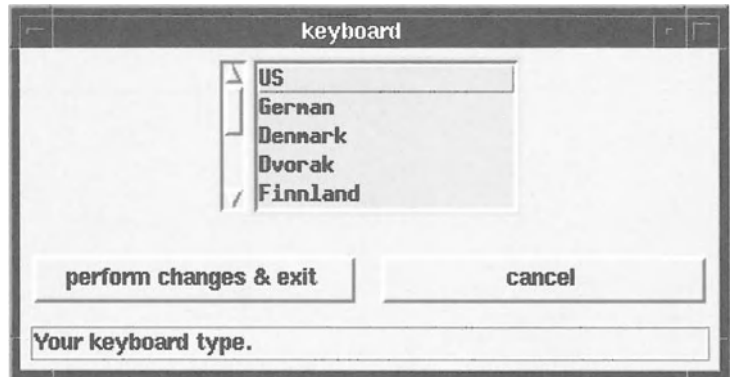 keyboard
US
German
Denmark
Dvorak
Finnland
perform changes & exit
cancel
Your keyboard type.